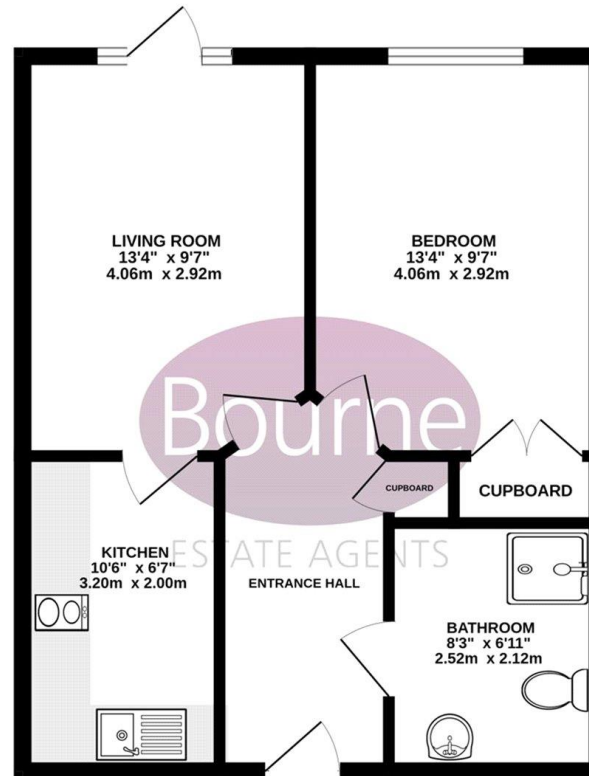 LIVING ROOM
13'4" x 9'7"
4.06m x 2.92m
BEDROOM
13'4" x 9'7"
4.06m x 2.92m
Bourne
ESTATE AGENTS
CUPBOARD
CUPBOARD
KITCHEN
10'6" x 6'7"
3.20m x 2.00m
ENTRANCE HALL
BATHROOM
8'3" x 6'11"
2.52m x 2.12m